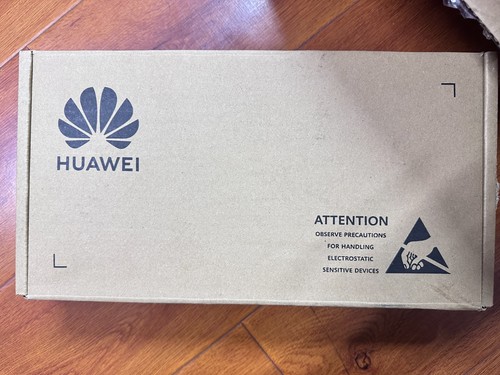 HUAWEI
ATTENTION
OBSERVE PRECAUTIONS
FOR HANDLING
ELECTROSTATIC
SENSITIVE DEVICES